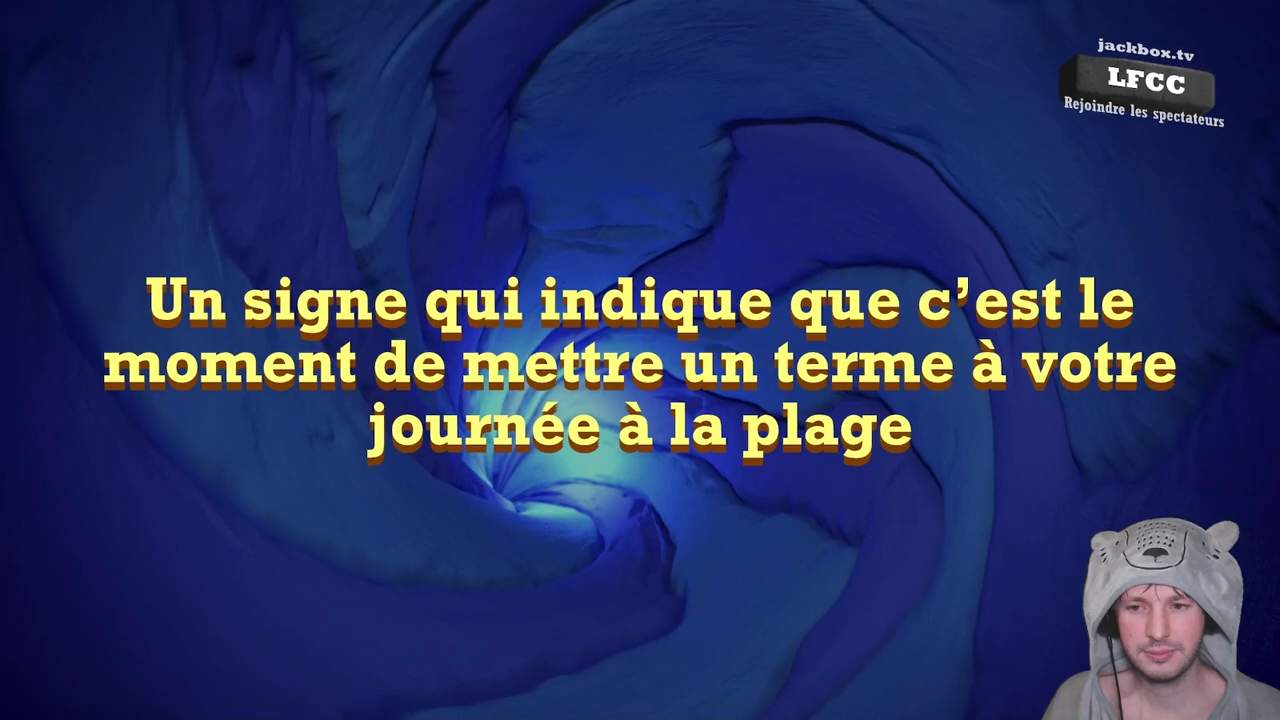 jackbox.tv
LFCC
Rejoindre les spectateurs
Un signe qui indique que c’est le
moment de mettre un terme à votre
journée à la plage